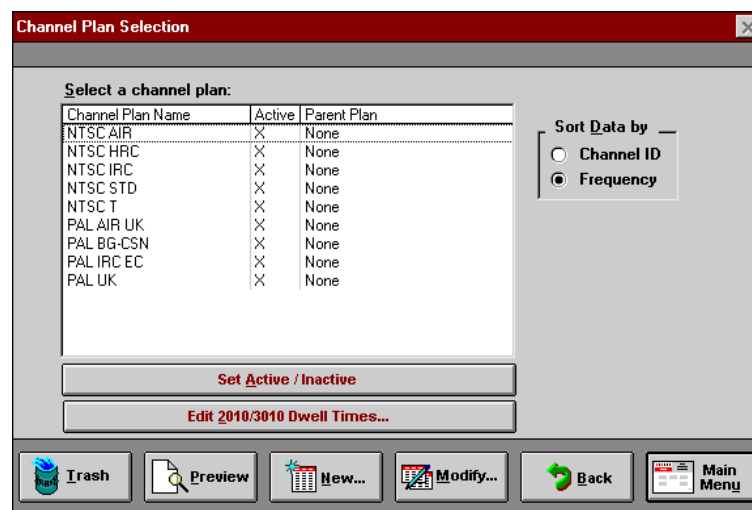 Channel Plan Selection
Select a channel plan:
Channel Plan Name Active Parent Plan
NTSC AIR X None
NTSC HRC X None
NTSC IRC X None
NTSC STD X None
NTSC T X None
PAL AIR UK X None
PAL BG-CSN X None
PAL IRC EC X None
PAL UK X None
Sort Data by
Channel ID
Frequency
Set Active / Inactive
Edit 2010/3010 Dwell Times...
Trash
Preview
New...
Modify...
Back
Main
Menu